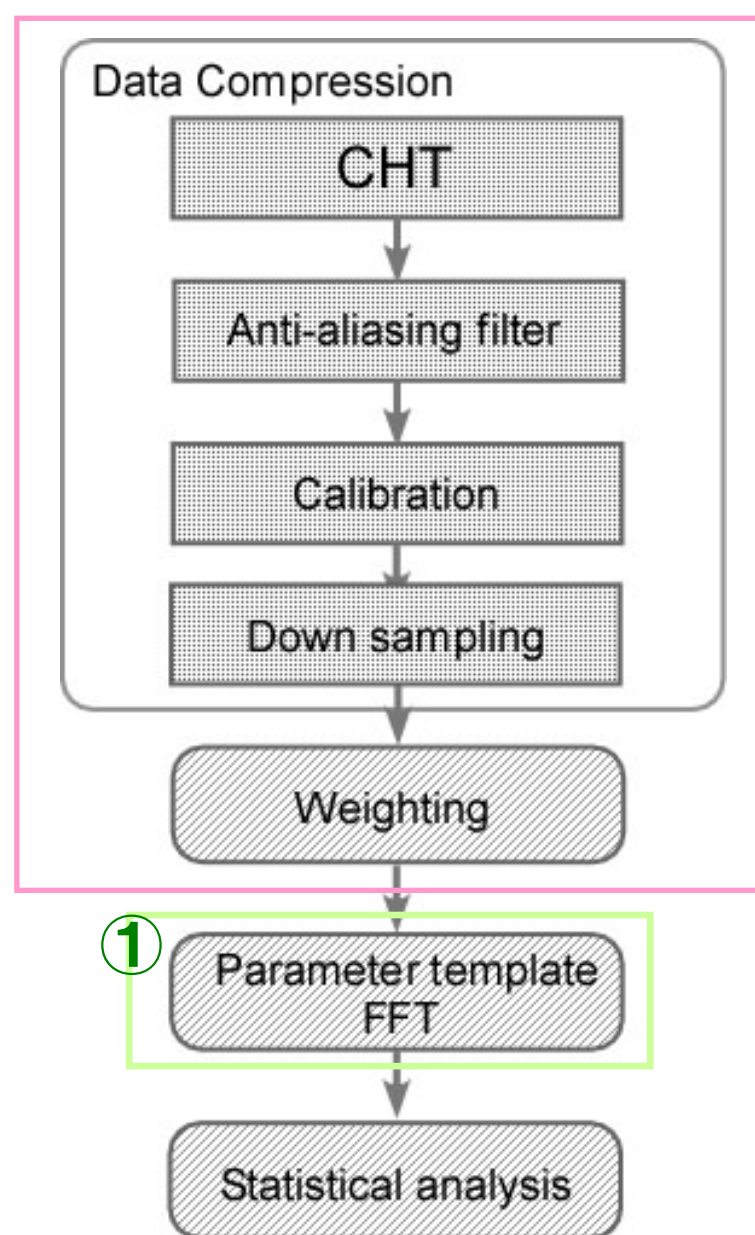 Data Compression
CHT
Anti-aliasing filter
Calibration
Down sampling
Weighting
①
Parameter template
FFT
Statistical analysis